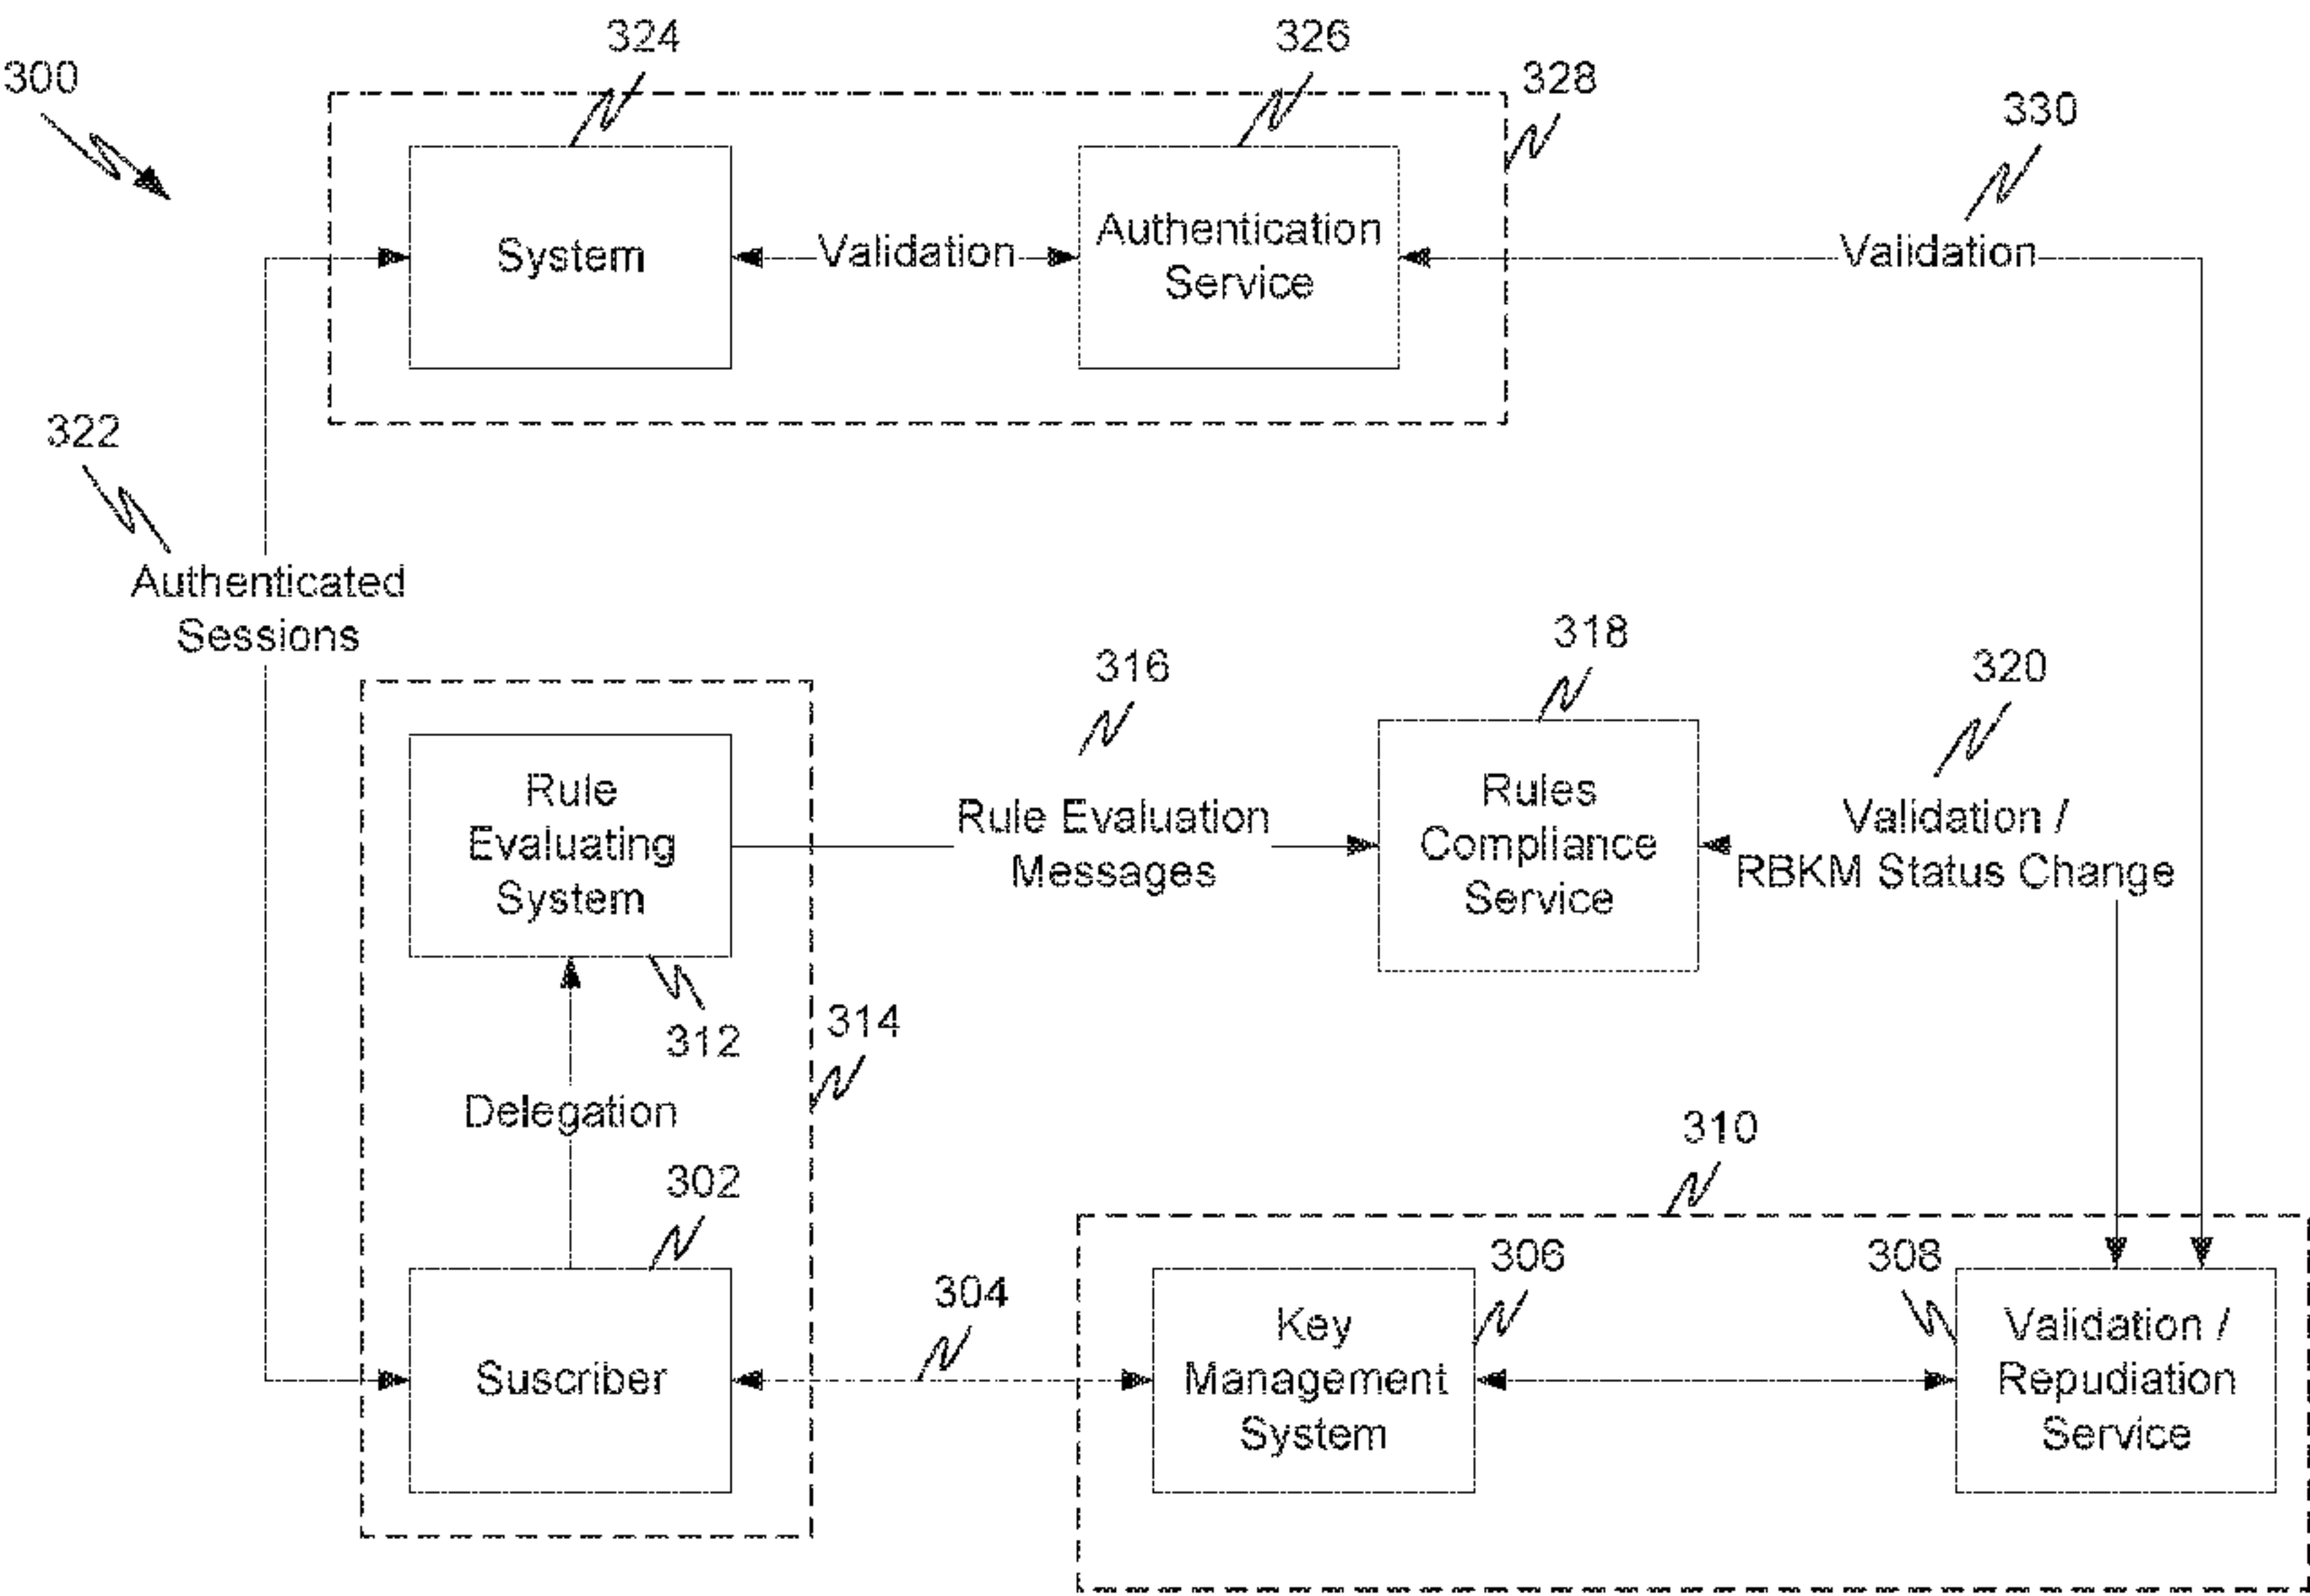 324
326
300
328
330
System
Validation
Authentication
Service
Validation
322
Authenticated
Sessions
316
318
320
Rule
Evaluating
System
Rule Evaluation
Messages
Rules
Compliance
Service
Validation /
RBKM Status Change
312
314
Delegation
302
310
304
306
308
Suscriber
Key
Management
System
Validation /
Repudiation
Service